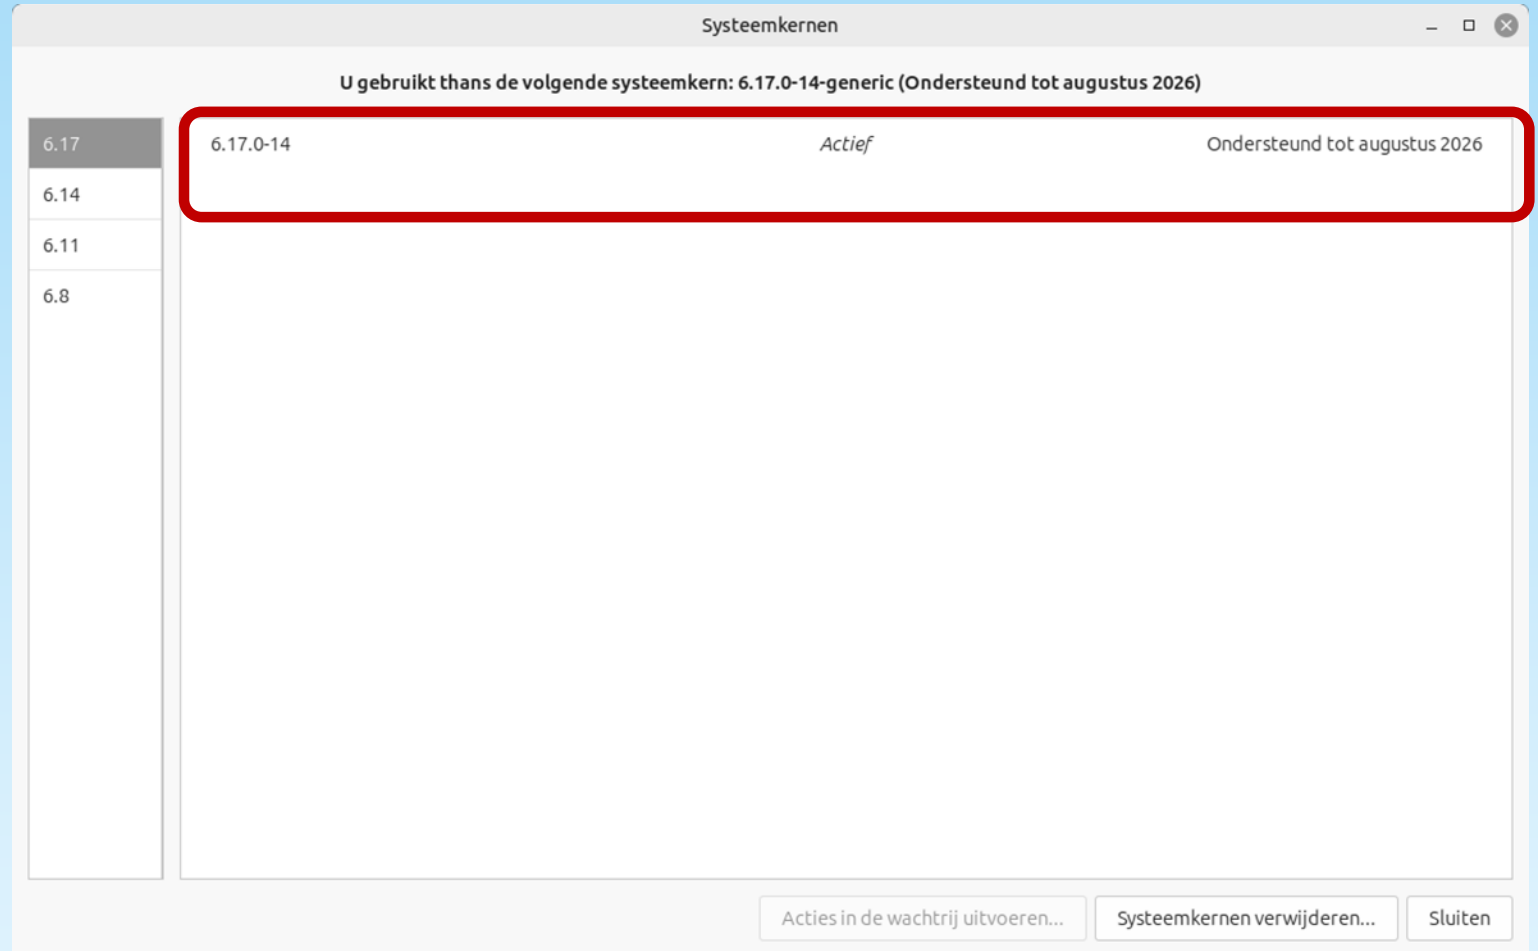 Systeemkernen
U gebruikt thans de volgende systeemkern: 6.17.0-14-generic (Ondersteund tot augustus 2026)
6.17
6.14
6.11
6.8
6.17.0-14 Actief Ondersteund tot augustus 2026
Acties in de wachtrij uitvoeren... Systeemkernen verwijderen... Sluiten